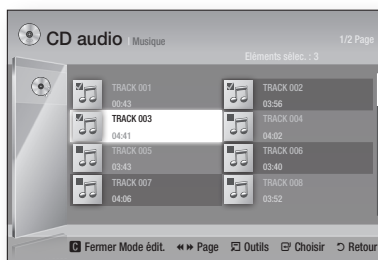 CD audio | Musique 1/2 Page
Eléments sélec. : 3
TRACK 001 TRACK 002
00:43 03:56
TRACK 003 TRACK 004
04:41 04:02
TRACK 005 TRACK 006
03:43 03:40
TRACK 007 TRACK 008
04:06 03:52
C Fermer Mode édit. Page Outils Choisir Retour